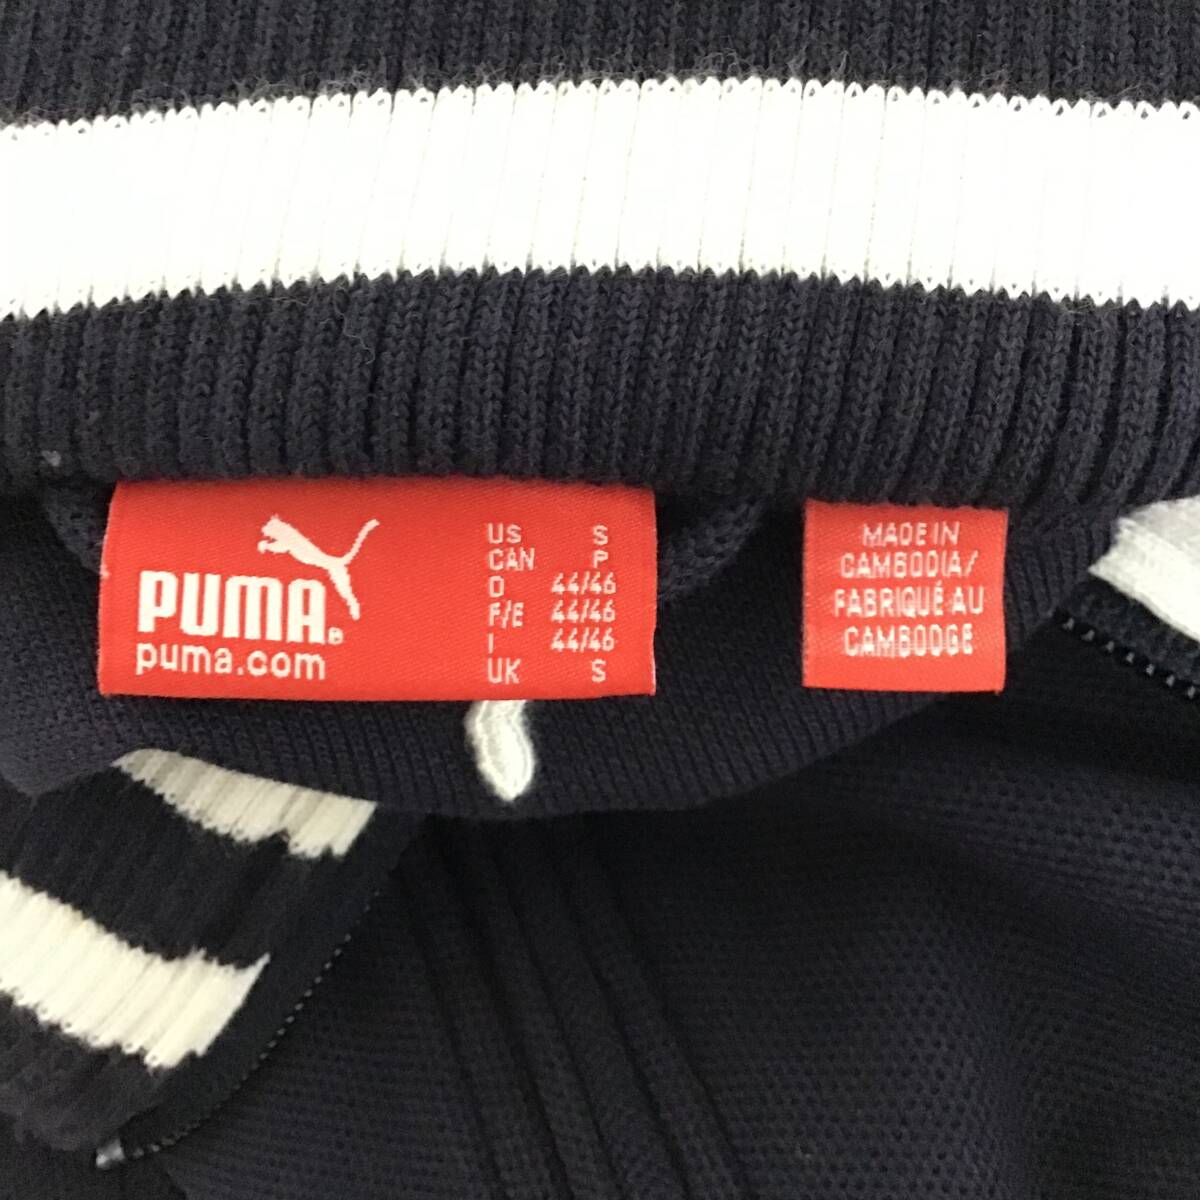 PUMA®
puma.com
US S
CAN P
D 44/46
F/E 44/46
I 44/46
UK S
MADE IN
CAMBODIA/
FABRIQUÉ AU
CAMBODGE